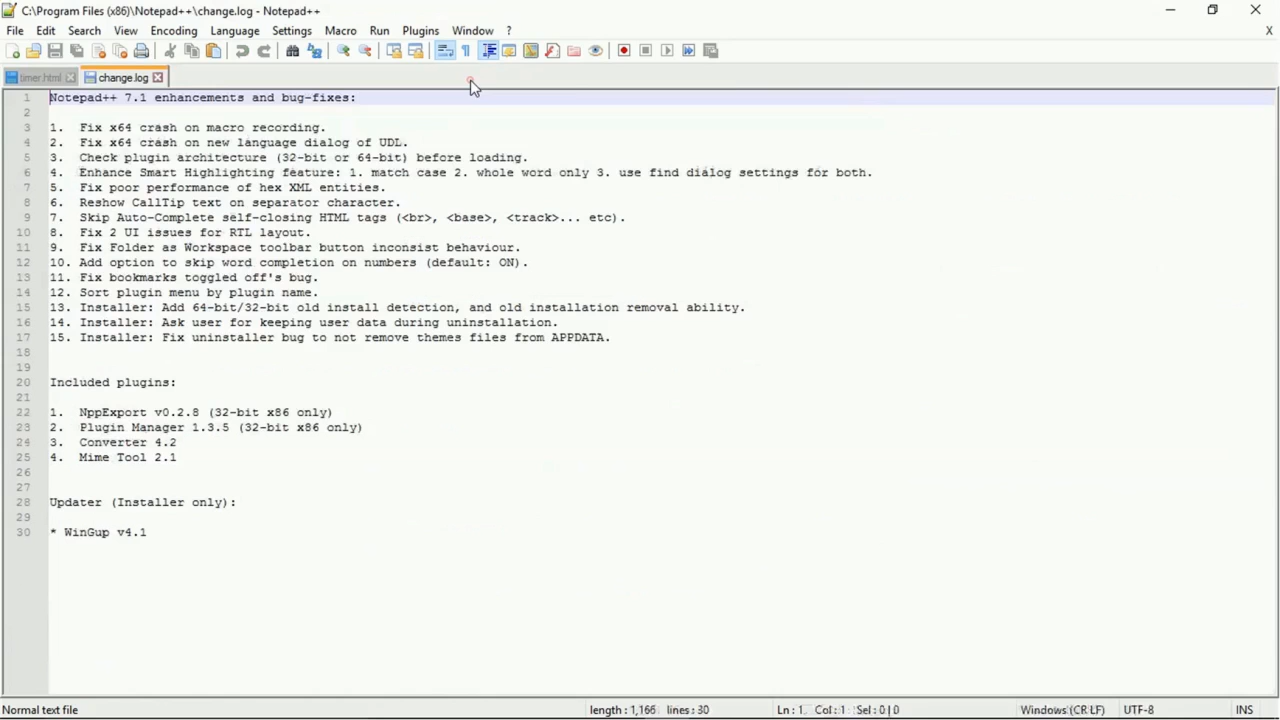 C:\Program Files (x86)\Notepad++\change.log - Notepad++
File Edit Search View Encoding Language Settings Macro Run Plugins Window ? X
timer.html change.log
1 Notepad++ 7.1 enhancements and bug-fixes:
2
3 1. Fix x64 crash on macro recording.
4 2. Fix x64 crash on new language dialog of UDL.
5 3. Check plugin architecture (32-bit or 64-bit) before loading.
6 4. Enhance Smart Highlighting feature: 1. match case 2. whole word only 3. use find dialog settings for both.
7 5. Fix poor performance of hex XML entities.
8 6. Reshow CallTip text on separator character.
9 7. Skip Auto-Complete self-closing HTML tags (<br>, <base>, <track>... etc).
10 8. Fix 2 UI issues for RTL layout.
11 9. Fix Folder as Workspace toolbar button inconsist behaviour.
12 10. Add option to skip word completion on numbers (default: ON).
13 11. Fix bookmarks toggled off's bug.
14 12. Sort plugin menu by plugin name.
15 13. Installer: Add 64-bit/32-bit old install detection, and old installation removal ability.
16 14. Installer: Ask user for keeping user data during uninstallation.
17 15. Installer: Fix uninstaller bug to not remove themes files from APPDATA.
18
19
20 Included plugins:
21
22 1. NppExport v0.2.8 (32-bit x86 only)
23 2. Plugin Manager 1.3.5 (32-bit x86 only)
24 3. Converter 4.2
25 4. Mime Tool 2.1
26
27
28 Updater (Installer only):
29
30 * WinGup v4.1
Normal text file length : 1,166 lines : 30 Ln : 1 Col : 1 Sel : 0 | 0 Windows (CR LF) UTF-8 INS